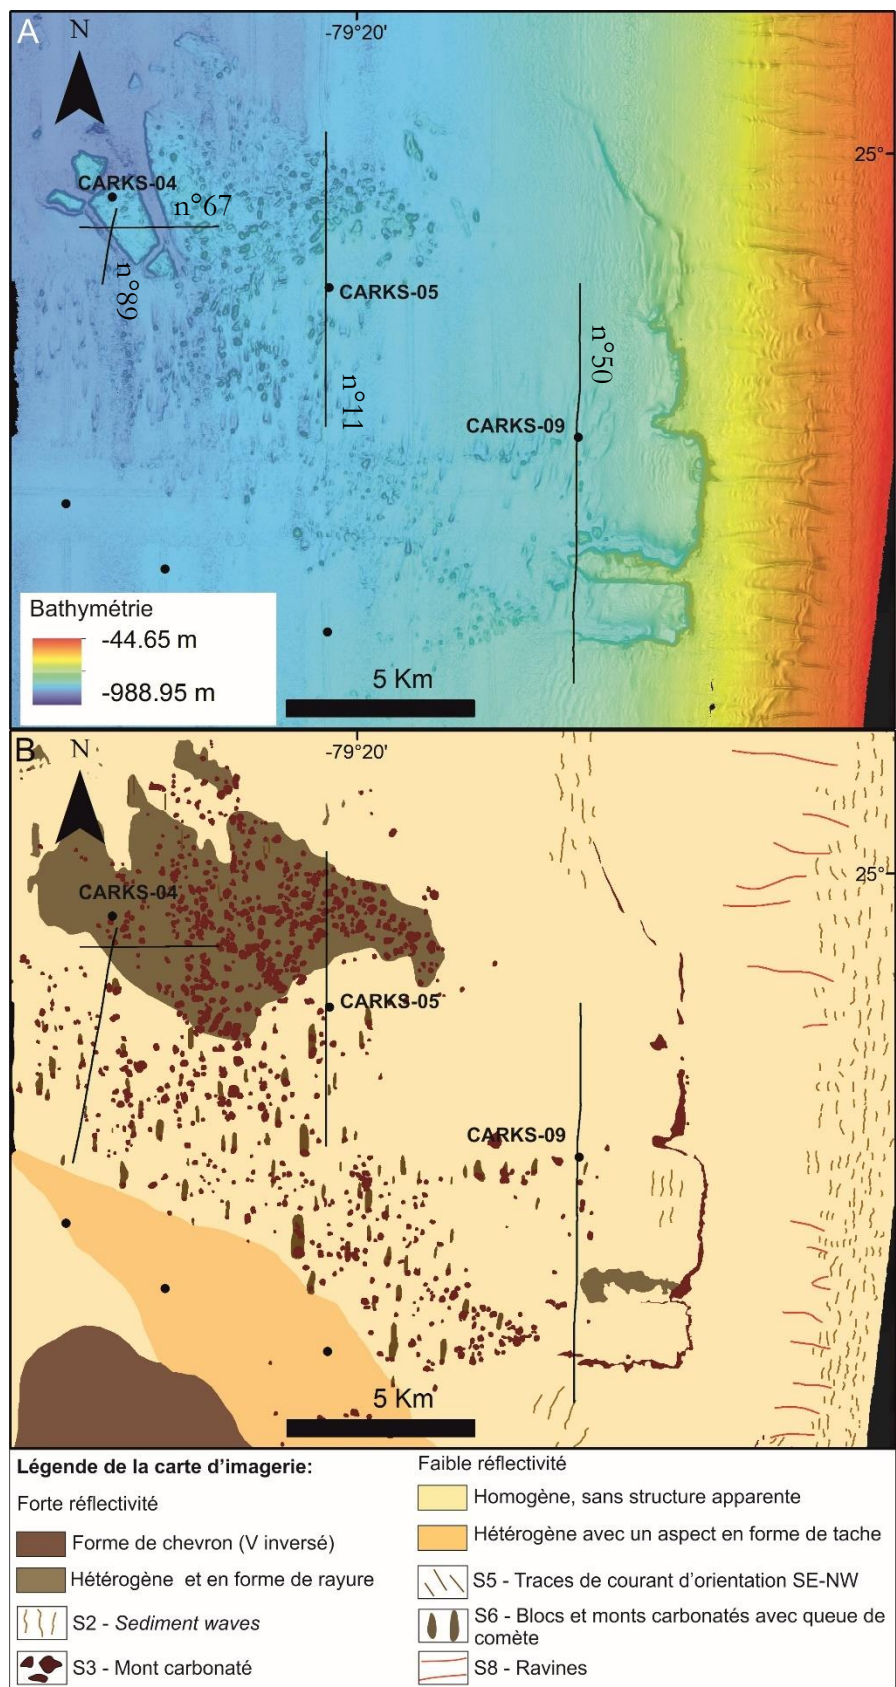 A
N
-79°20'
25°
CARKS-04
n°67
n°89
CARKS-05
n°11
n°50
CARKS-09
Bathymétrie
-44.65 m
-988.95 m
5 Km
B
N
-79°20'
25°
CARKS-04
CARKS-05
CARKS-09
5 Km
Légende de la carte d’imagerie:
Forte réflectivité
Forme de chevron (V inversé)
Hétérogène et en forme de rayure
S2 - Sediment waves
S3 - Mont carbonaté
Faible réflectivité
Homogène, sans structure apparente
Hétérogène avec un aspect en forme de tache
S5 - Traces de courant d’orientation SE-NW
S6 - Blocs et monts carbonatés avec queue de
comète
S8 - Ravines